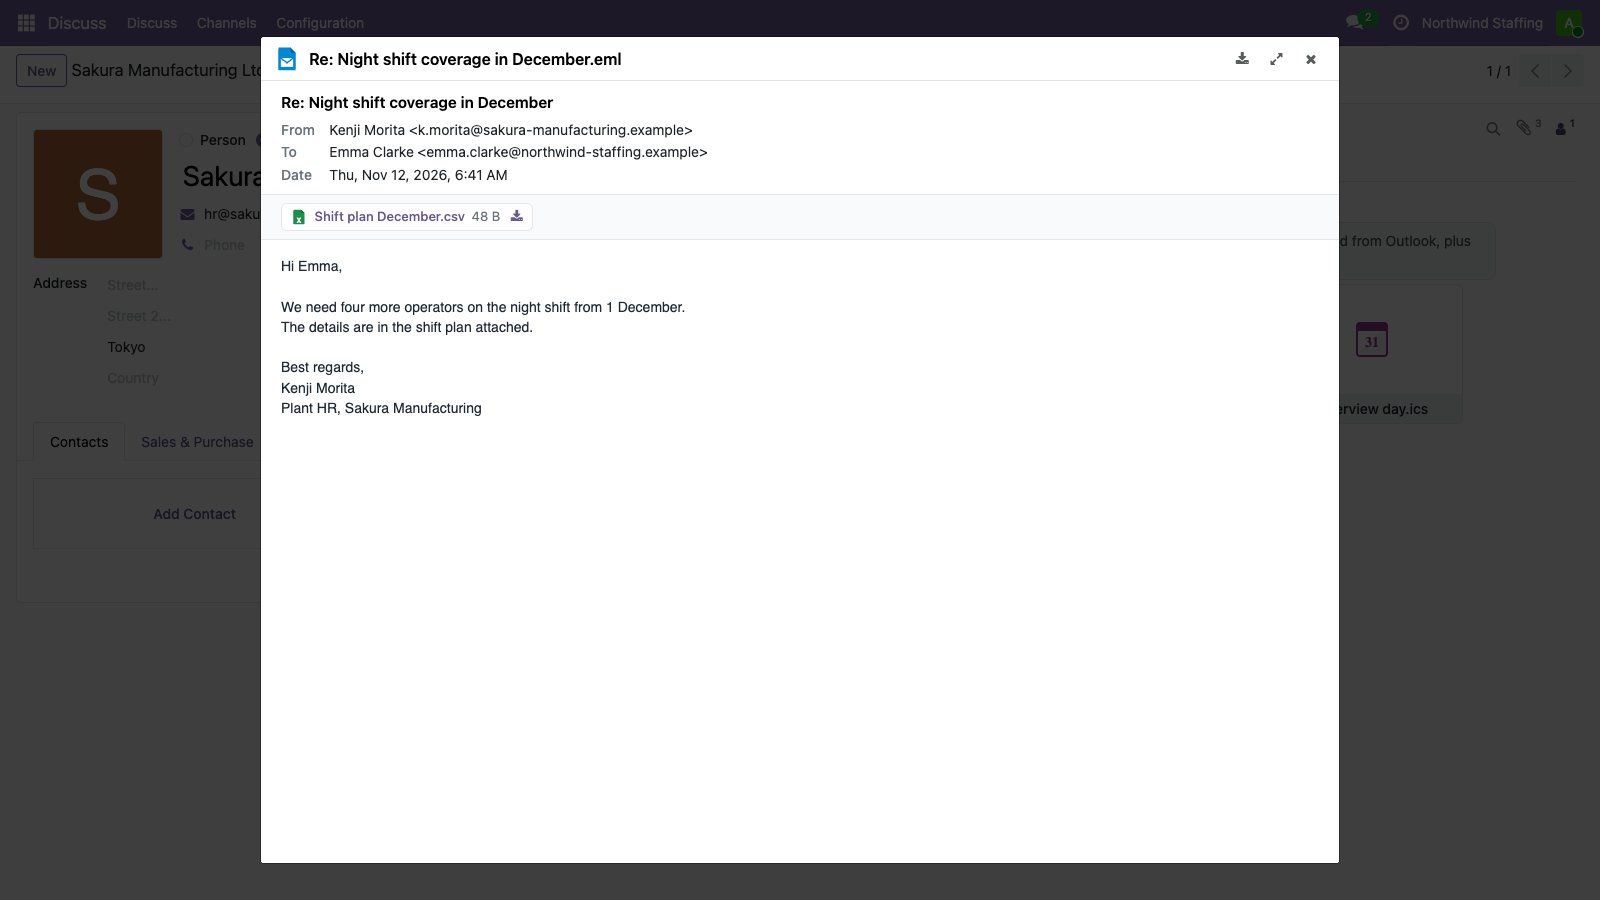 Discuss
Discuss
Channels
Configuration
2
Northwind Staffing
A
New
Sakura Manufacturing Ltd
1 / 1
Re: Night shift coverage in December.eml
Re: Night shift coverage in December
From Kenji Morita <k.morita@sakura-manufacturing.example>
To Emma Clarke <emma.clarke@northwind-staffing.example>
Date Thu, Nov 12, 2026, 6:41 AM
Shift plan December.csv 48 B
Hi Emma,
We need four more operators on the night shift from 1 December.
The details are in the shift plan attached.
Best regards,
Kenji Morita
Plant HR, Sakura Manufacturing
S
Person
Sakura
hr@saku
Phone
Address
Street...
Street 2...
Tokyo
Country
Contacts
Sales & Purchase
Add Contact
3
1
d from Outlook, plus
31
erview day.ics